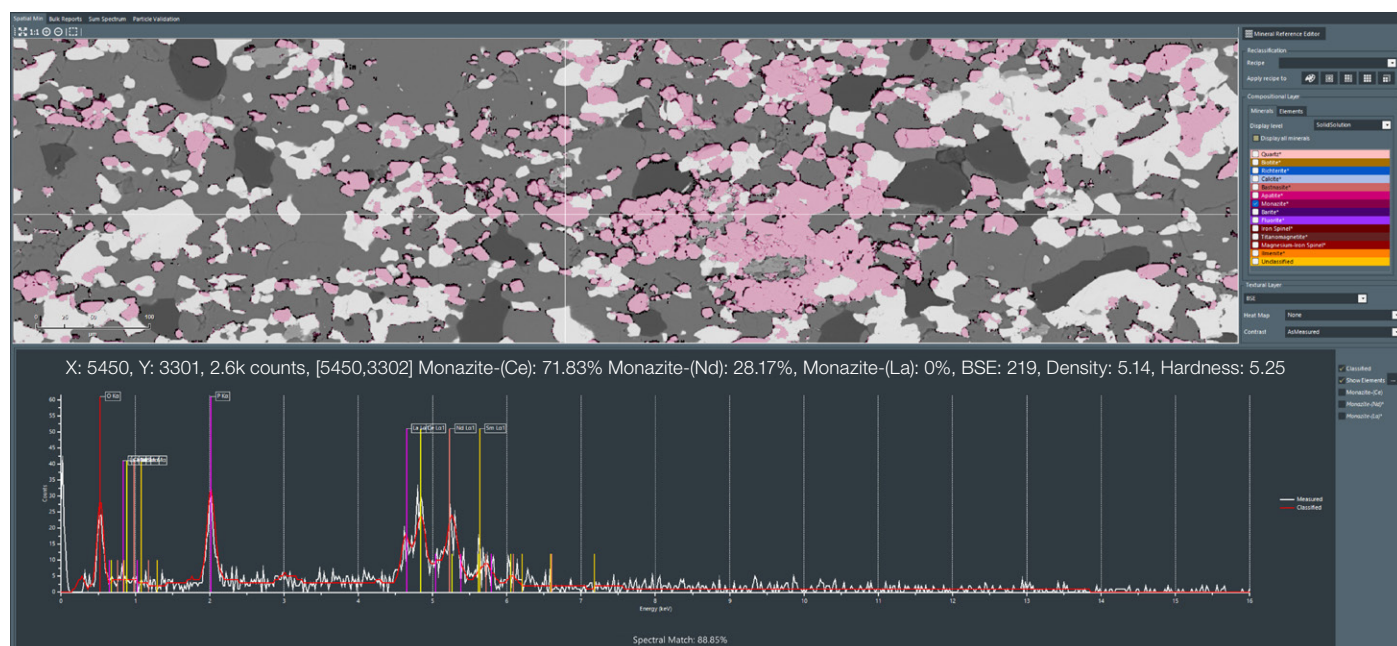 Spatial Min Bulk Reports Sum Spectrum Particle Validation
1:1
Mineral Reference Editor
Reclassification
Recipe
Apply recipe to
Compositional Layer
Minerals Elements
Display level SolidSolution
Display all minerals
Quartz*
Biotite*
Richterite*
Calcite*
Apatite*
Monazite*
Barite*
Fluorite*
Iron Spinel*
Titanomagnetite*
Magnesium-Iron Spinel*
Ilmenite*
Unclassified
Textural Layer
BSE
Heat Map None
Contrast AsMeasured
0 50 100
X: 5450, Y: 3301, 2.6k counts, [5450,3302] Monazite-(Ce): 71.83% Monazite-(Nd): 28.17%, Monazite-(La): 0%, BSE: 219, Density: 5.14, Hardness: 5.25
Classified
Show Elements
Monazite-(Ce)
Monazite-(Nd)*
Monazite-(La)*
O Kα
P Kα
Nd Lα1
Sm Lα1
60
55
50
45
40
35
30
25
20
15
10
5
0
Counts
Measured
Classified
0 1 2 3 4 5 6 7 8 9 10 11 12 13 14 15 16
Energy (keV)
Spectral Match: 88.85%